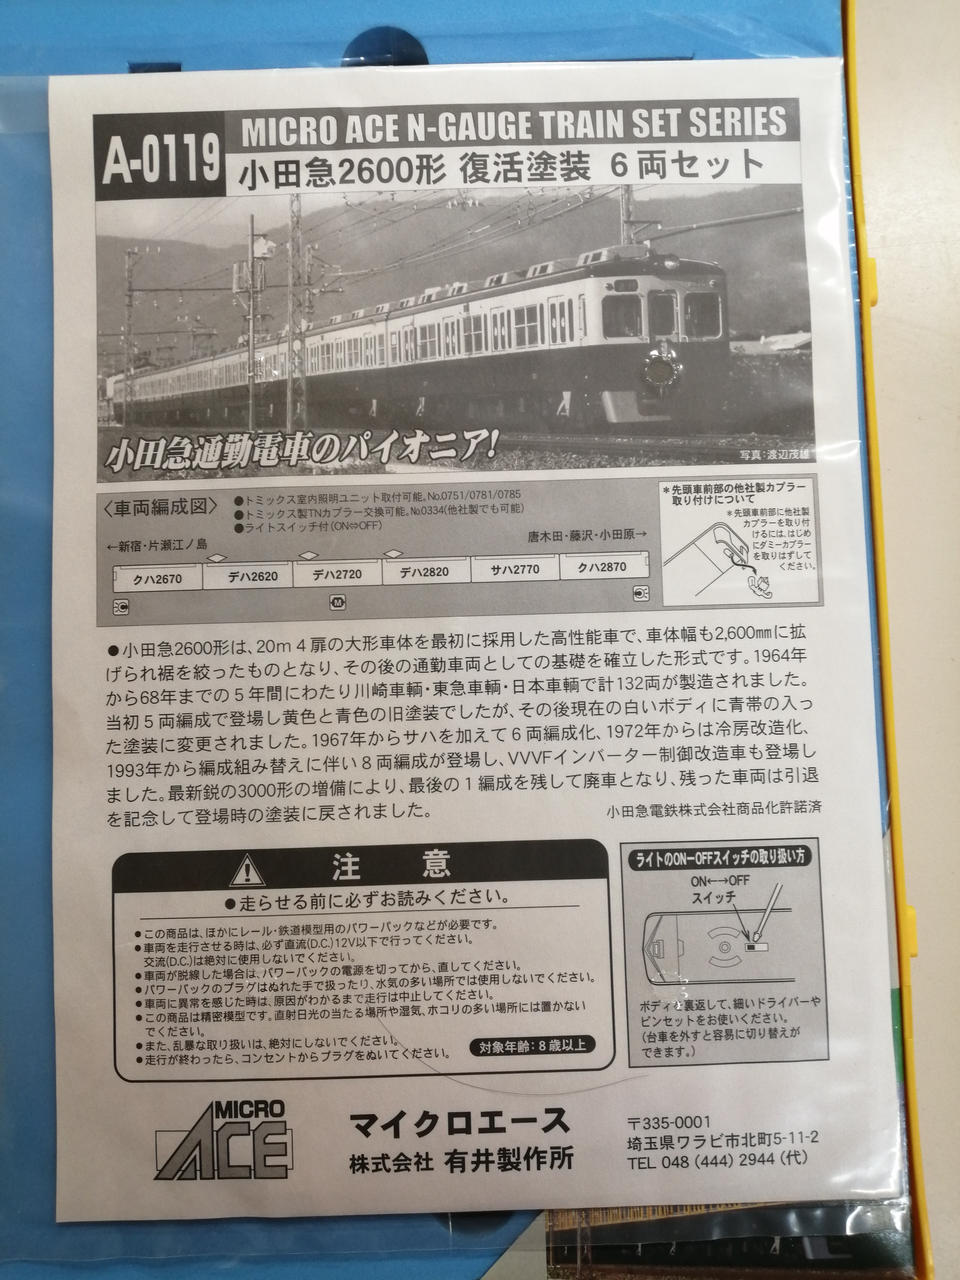 A-0119
MICRO ACE N-GAUGE TRAIN SET SERIES
小田急2600形 復活塗装 6両セット
小田急通勤電車のパイオニア!
写真：渡辺茂雄
〈車両編成図〉
●トミックス室内照明ユニット取付可能。No.0751/0781/0785
●トミックス製TNカプラー交換可能。No.0334(他社製でも可能)
●ライトスイッチ付(ON⇔OFF)
←新宿・片瀬江ノ島
唐木田・藤沢・小田原→
クハ2670 デハ2620 デハ2720 デハ2820 サハ2770 クハ2870
M
＊先頭車前部の他社製カプラー
取り付けについて
＊先頭車前部に他社製
カプラーを取り付
けるには、はじめ
にダミーカプラー
を取りはずして
ください。
●小田急2600形は、20m4扉の大形車体を最初に採用した高性能車で、車体幅も2,600㎜に拡
げられ裾を絞ったものとなり、その後の通勤車両としての基礎を確立した形式です。1964年
から68年までの5年間にわたり川崎車輌・東急車輌・日本車輌で計132両が製造されました。
当初5両編成で登場し黄色と青色の旧塗装でしたが、その後現在の白いボディに青帯の入っ
た塗装に変更されました。1967年からサハを加えて6両編成化、1972年からは冷房改造化、
1993年から編成組み替えに伴い8両編成が登場し、VVVFインバーター制御改造車も登場し
ました。最新鋭の3000形の増備により、最後の1編成を残して廃車となり、残った車両は引退
を記念して登場時の塗装に戻されました。
小田急電鉄株式会社商品化許諾済
注意
●走らせる前に必ずお読みください。
●この商品は、ほかにレール・鉄道模型用のパワーパックなどが必要です。
●車両を走行させる時は、必ず直流(D.C.)12V以下で行ってください。
交流(D.C.)は絶対に使用しないでください。
●車両が脱線した場合は、パワーパックの電源を切ってから、直してください。
●パワーパックのプラグはぬれた手で扱ったり、水気の多い場所では使用しないでください。
●車両に異常を感じた時は、原因がわかるまで走行は中止してください。
●この商品は精密模型です。直射日光の当たる場所や湿気、ホコリの多い場所には置かない
でください。
●また、乱暴な取り扱いは、絶対にしないでください。
●走行が終わったら、コンセントからプラグをぬいてください。
対象年齢：8歳以上
ライトのON−OFFスイッチの取り扱い方
ON←→OFF
スイッチ
ボディを裏返して、細いドライバーや
ピンセットをお使いください。
(台車を外すと容易に切り替えが
できます。)
MICRO
ACE
マイクロエース
株式会社 有井製作所
〒335-0001
埼玉県ワラビ市北町5-11-2
TEL 048 (444) 2944 (代)